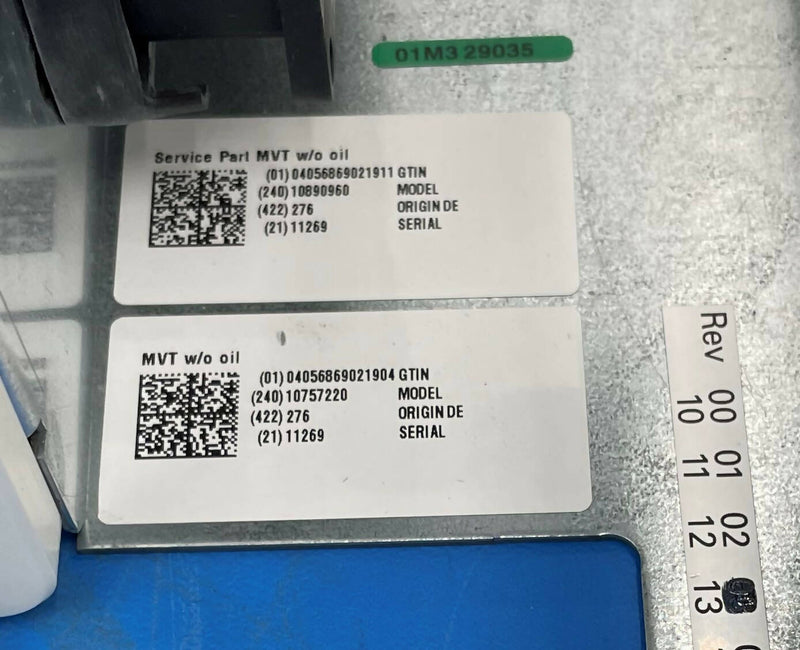 01M3 29035
Service Part MVT w/o oil
(01) 04056869021911 GTIN
(240) 10890960 MODEL
(422) 276 ORIGIN DE
(21) 11269 SERIAL
MVT w/o oil
(01) 04056869021904 GTIN
(240) 10757220 MODEL
(422) 276 ORIGIN DE
(21) 11269 SERIAL
Rev 00 01 02
10 11 12 13